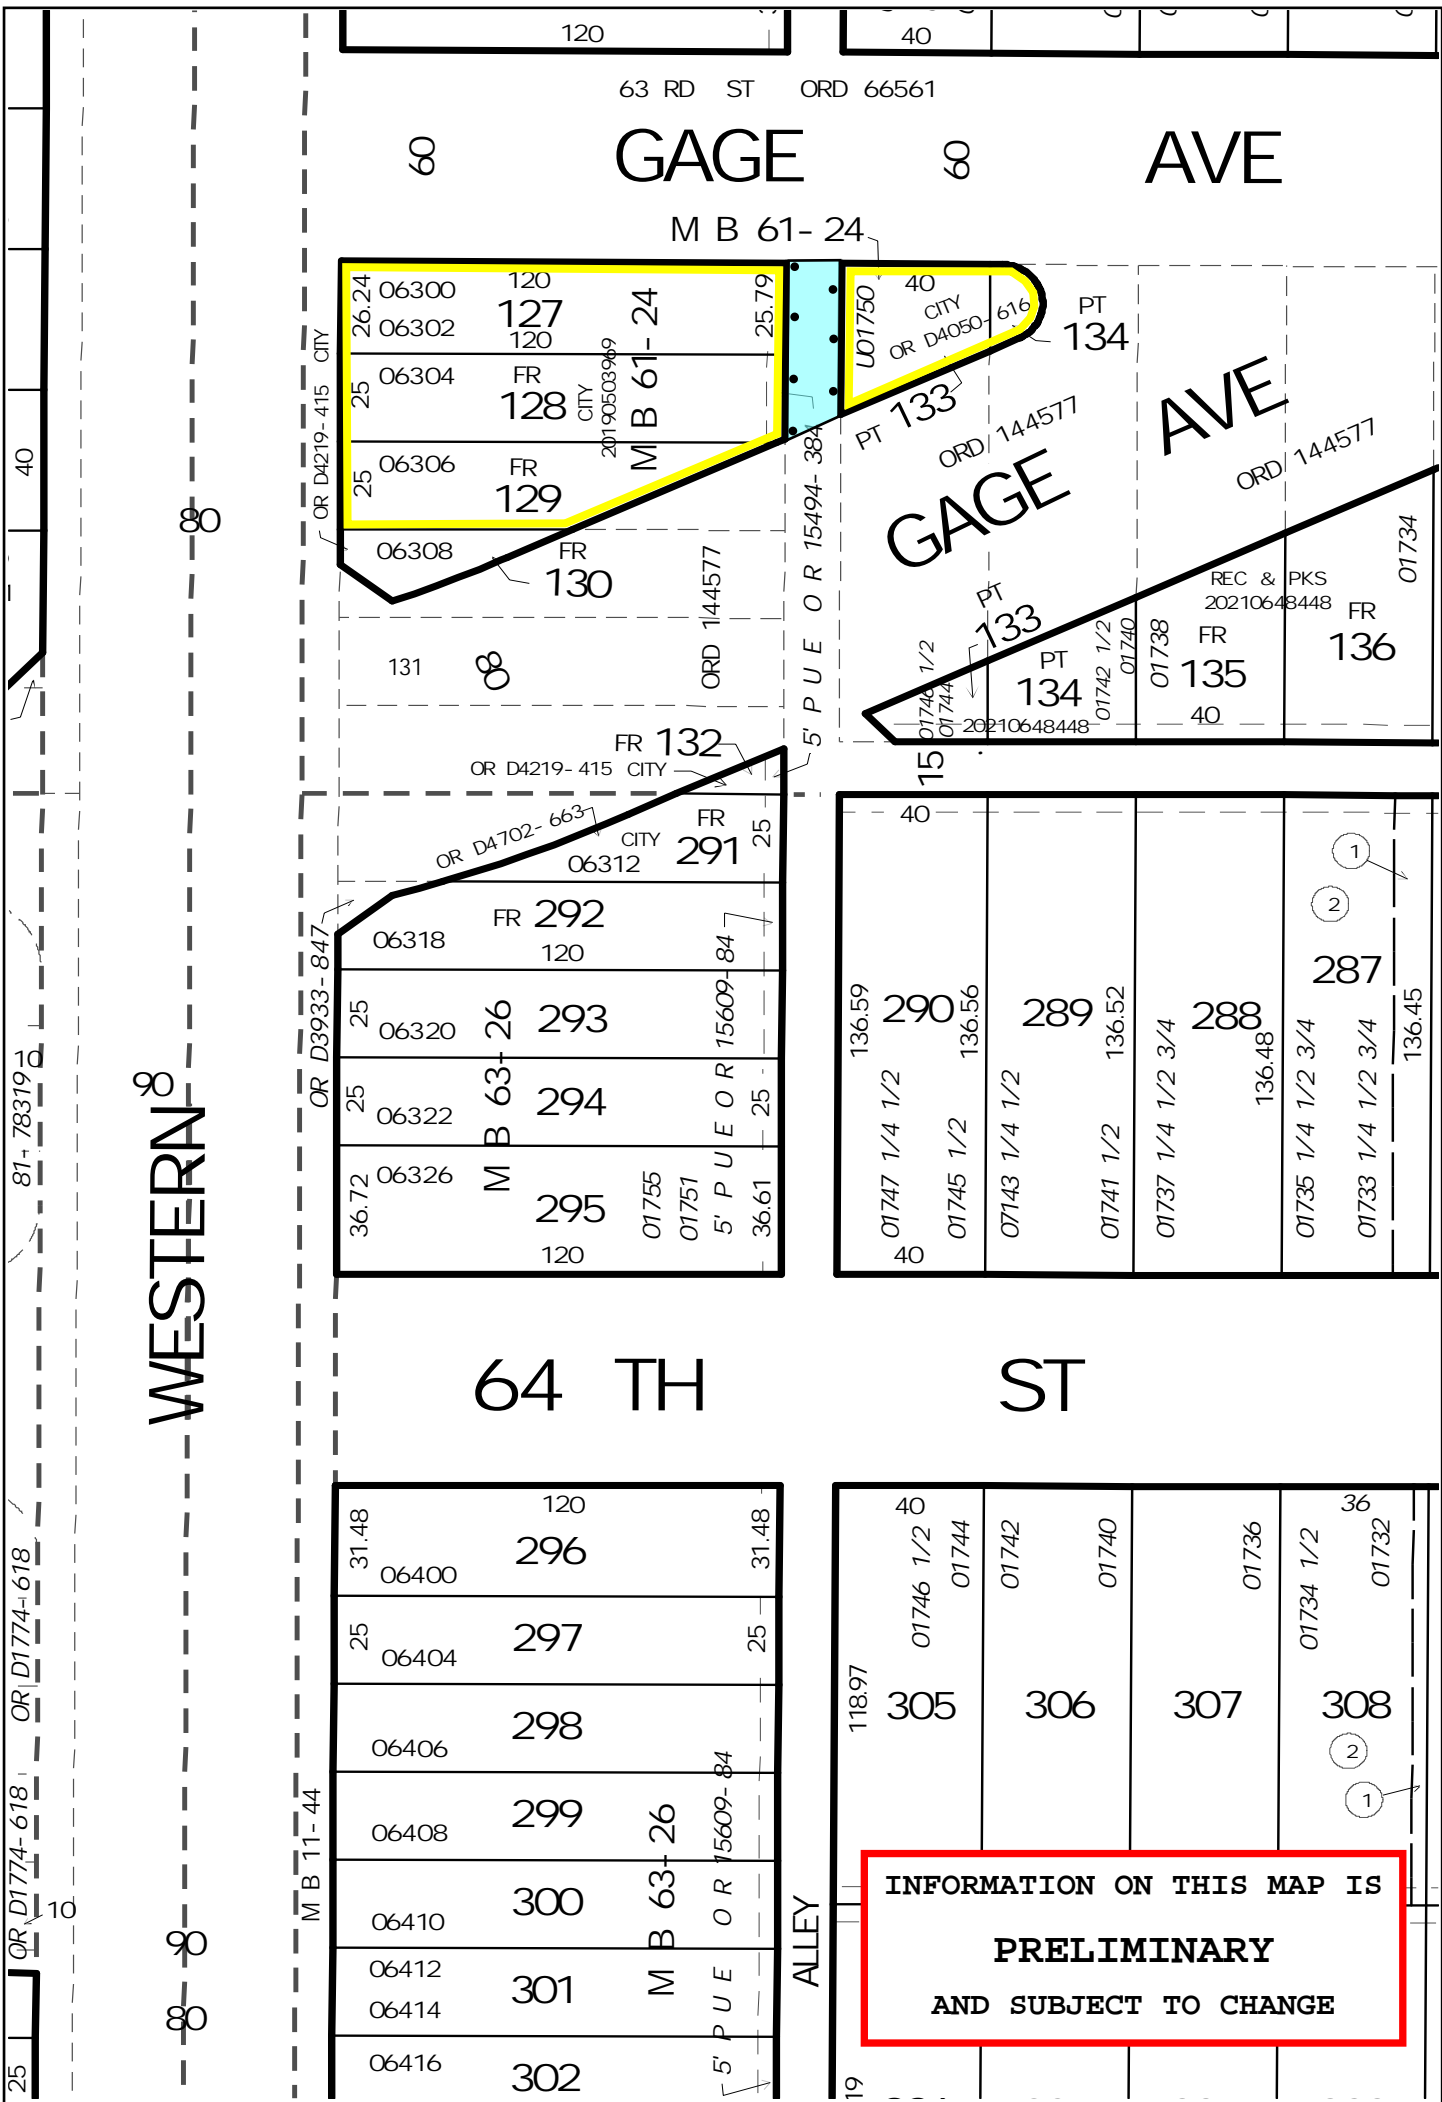 120
40
63 RD ST ORD 66561
60
GAGE
60
AVE
M B 61-24
OR D4219-415 CITY
26.24
06300
06302
120
127
120
25.79
M B 61-24
CITY
20190503969
25
06304
FR
128
25
06306
FR
129
06308
FR
130
U01750
40
CITY
OR D4050-616
PT
134
PT 133
ORD 144577
GAGE
AVE
ORD 144577
40
80
131
80
ORD 144577
5' P U E O R 15494-384
PT
133
01746 1/2
01744
PT
134
20210648448
01742 1/2
01740
01738
FR
135
40
REC & PKS
20210648448
FR
136
01734
15
FR 132
OR D4219-415 CITY
OR D4702-663
CITY
FR
291
25
06312
OR D3933-847
FR 292
06318
120
25
06320
293
25
06322
294
25
36.72
06326
295
120
01755
01751
36.61
M B 63-26
5' P U E O R 15609-84
40
136.59
290
136.56
289
136.52
288
136.48
287
136.45
1
2
01747 1/4 1/2
01745 1/2
07143 1/4 1/2
01741 1/2
01737 1/4 1/2 3/4
01735 1/4 1/2 3/4
01733 1/4 1/2 3/4
40
10
81-78319
90
WESTERN
64 TH ST
120
31.48
296
31.48
06400
25
297
25
06404
298
06406
299
06408
300
06410
06412
301
06414
06416
302
M B 63-26
5' P U E O R 15609-84
M B 11-44
OR D1774-618
OR D1774-618
10
90
80
25
ALLEY
40
01746 1/2
01744
01742
01740
01736
01734 1/2
36
01732
118.97
305
306
307
308
2
1
19
INFORMATION ON THIS MAP IS
PRELIMINARY
AND SUBJECT TO CHANGE